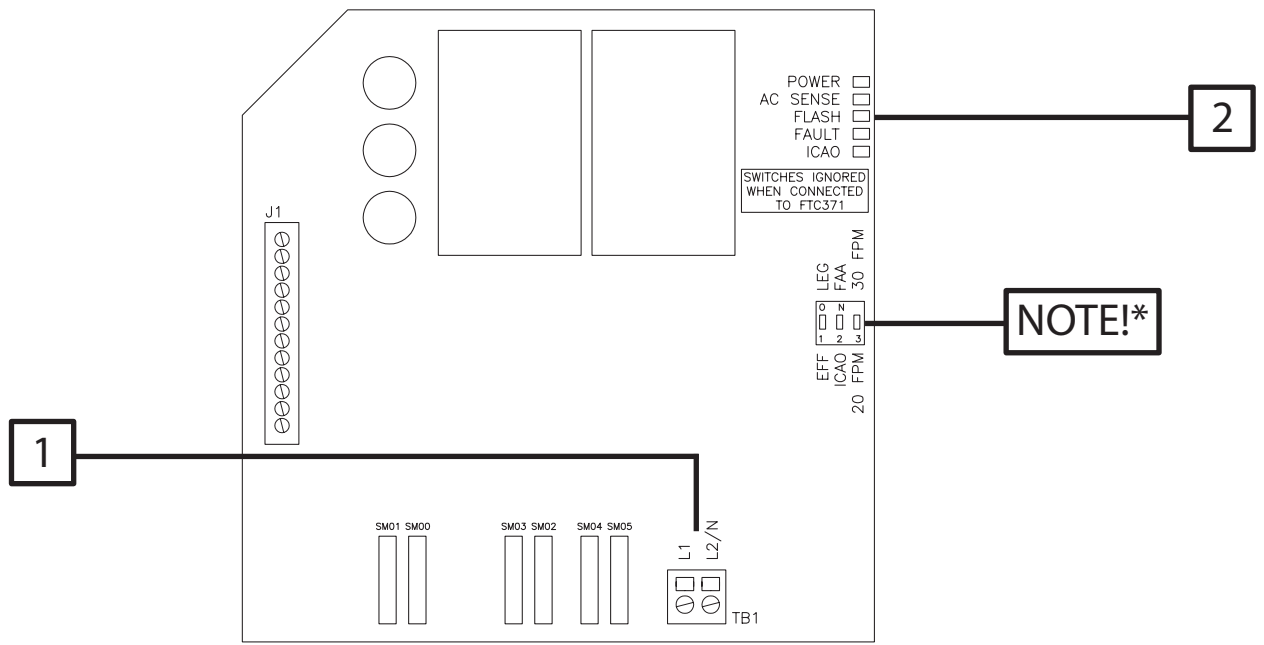 POWER
AC SENSE
FLASH
FAULT
ICAO
2
SWITCHES IGNORED
WHEN CONNECTED
TO FTC371
J1
LEG
FAA
30 FPM
O N
1 2 3
NOTE!*
EFF
ICAO
20 FPM
1
SM01 SM00
SM03 SM02
SM04 SM05
L1
L2/N
TB1